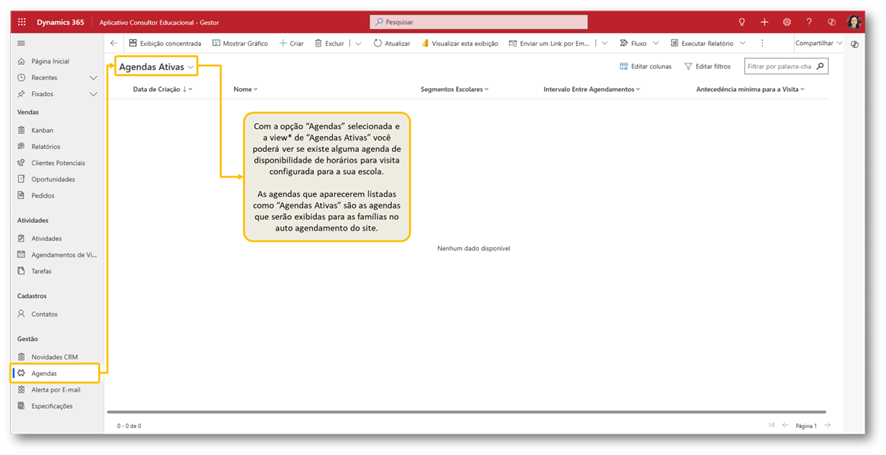 Dynamics 365
Aplicativo Consultor Educacional - Gestor
Pesquisar
Exibição concentrada
Mostrar Gráfico
Criar
Excluir
Atualizar
Visualizar esta exibição
Enviar um Link por Em...
Fluxo
Executar Relatório
Compartilhar
Página Inicial
Recentes
Fixados
Vendas
Kanban
Relatórios
Clientes Potenciais
Oportunidades
Pedidos
Atividades
Atividades
Agendamentos de Vi...
Tarefas
Cadastros
Contatos
Gestão
Novidades CRM
Agendas
Alerta por E-mail
Especificações
Agendas Ativas
Editar colunas
Editar filtros
Filtrar por palavra-cha
Data de Criação
Nome
Segmentos Escolares
Intervalo Entre Agendamentos
Antecedência mínima para a Visita
Com a opção “Agendas” selecionada e
a view* de “Agendas Ativas” você
poderá ver se existe alguma agenda de
disponibilidade de horários para visita
configurada para a sua escola.
As agendas que aparecerem listadas
como “Agendas Ativas” são as agendas
que serão exibidas para as famílias no
auto agendamento do site.
Nenhum dado disponível
0 - 0 de 0
Página 1